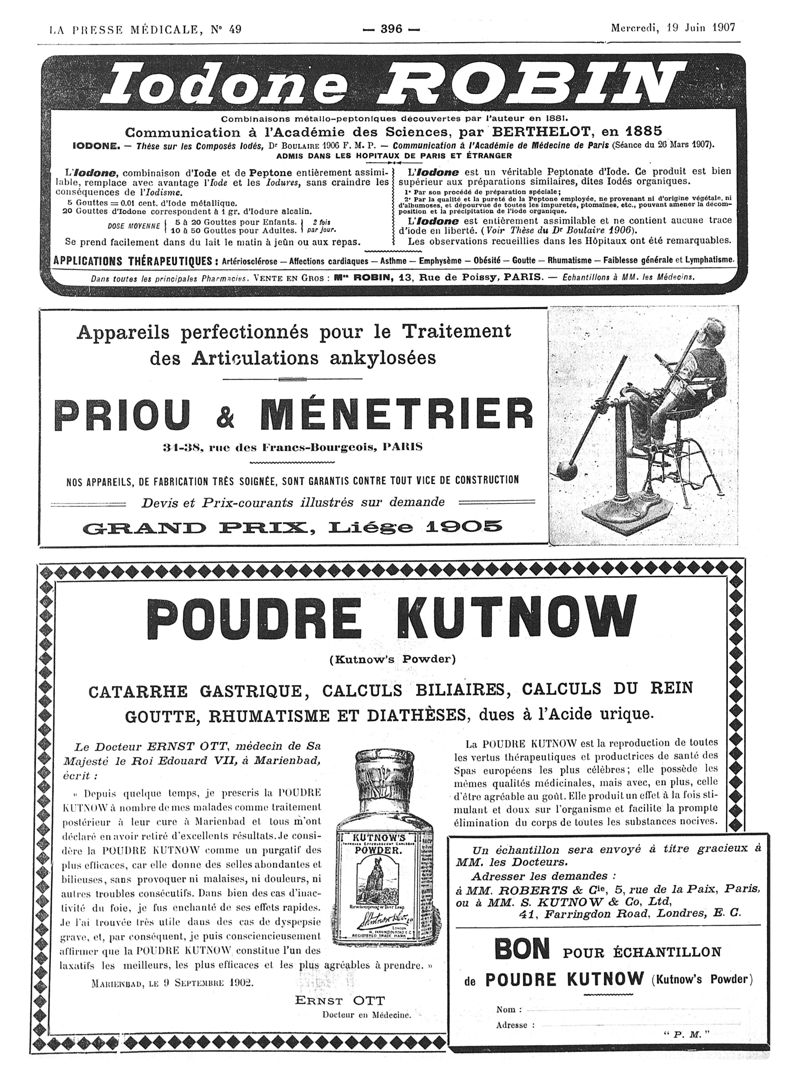 LA PRESSE MÉDICALE, N° 49
— 396 —
Mercredi, 19 Juin 1907
Iodone ROBIN
Combinaisons métallo-peptoniques découvertes par l'auteur en 1881.
Communication à l'Académie des Sciences, par BERTHELOT, en 1885
IODONE. — Thèse sur les Composés Iodés, Dr BOULAIRE 1906 F. M. P. — Communication à l'Académie de Médecine de Paris (Séance du 26 Mars 1907).
ADMIS DANS LES HOPITAUX DE PARIS ET ÉTRANGER
L'Iodone, combinaison d'Iode et de Peptone entièrement assimi-
lable, remplace avec avantage l'Iode et les Iodures, sans craindre les
conséquences de l'Iodisme.
5 Gouttes = 0.01 cent. d'Iode métallique.
20 Gouttes d'Iodone correspondent à 1 gr. d'Iodure alcalin.
DOSE MOYENNE
5 à 20 Gouttes pour Enfants.
10 à 50 Gouttes pour Adultes.
2 fois
par jour.
Se prend facilement dans du lait le matin à jeûn ou aux repas.
L'Iodone est un véritable Peptonate d'Iode. Ce produit est bien
supérieur aux préparations similaires, dites Iodés organiques.
1° Par son procédé de préparation spéciale;
2° Par la qualité et la pureté de la Peptone employée, ne provenant ni d'origine végétale, ni
d'albumoses, et dépourvue de toutes les impuretés, ptomaïnes, etc., pouvant amener la décom-
position et la précipitation de l'Iode organique.
L'Iodone est entièrement assimilable et ne contient aucune trace
d'iode en liberté. (Voir Thèse du Dr Boulaire 1906).
Les observations recueillies dans les Hôpitaux ont été remarquables.
APPLICATIONS THÉRAPEUTIQUES : Artériosclérose — Affections cardiaques — Asthme — Emphysème — Obésité — Goutte — Rhumatisme — Faiblesse générale et Lymphatisme.
Dans toutes les principales Pharmacies. VENTE EN GROS : Mon ROBIN, 13, Rue de Poissy, PARIS. — Échantillons à MM. les Médecins.
Appareils perfectionnés pour le Traitement
des Articulations ankylosées
PRIOU & MÉNETRIER
34-38, rue des Francs-Bourgeois, PARIS
NOS APPAREILS, DE FABRICATION TRÈS SOIGNÉE, SONT GARANTIS CONTRE TOUT VICE DE CONSTRUCTION
Devis et Prix-courants illustrés sur demande
GRAND PRIX, Liége 1905
POUDRE KUTNOW
(Kutnow's Powder)
CATARRHE GASTRIQUE, CALCULS BILIAIRES, CALCULS DU REIN
GOUTTE, RHUMATISME ET DIATHÈSES, dues à l'Acide urique.
Le Docteur ERNST OTT, médecin de Sa
Majesté le Roi Edouard VII, à Marienbad,
écrit :
« Depuis quelque temps, je prescris la POUDRE
KUTNOW à nombre de mes malades comme traitement
postérieur à leur cure à Marienbad et tous m'ont
déclaré en avoir retiré d'excellents résultats. Je consi-
dère la POUDRE KUTNOW comme un purgatif des
plus efficaces, car elle donne des selles abondantes et
bilieuses, sans provoquer ni malaises, ni douleurs, ni
autres troubles consécutifs. Dans bien des cas d'inac-
tivité du foie, je fus enchanté de ses effets rapides.
Je l'ai trouvée très utile dans des cas de dyspepsie
grave, et, par conséquent, je puis consciencieusement
affirmer que la POUDRE KUTNOW constitue l'un des
laxatifs les meilleurs, les plus efficaces et les plus agréables à prendre. »
MARIENBAD, LE 9 SEPTEMBRE 1902.
ERNST OTT
Docteur en Médecine.
KUTNOW'S
POWDER.
La POUDRE KUTNOW est la reproduction de toutes
les vertus thérapeutiques et productrices de santé des
Spas européens les plus célèbres; elle possède les
mêmes qualités médicinales, mais avec, en plus, celle
d'être agréable au goût. Elle produit un effet à la fois sti-
mulant et doux sur l'organisme et facilite la prompte
élimination du corps de toutes les substances nocives.
Un échantillon sera envoyé à titre gracieux à
MM. les Docteurs.
Adresser les demandes :
à MM. ROBERTS & Cie, 5, rue de la Paix, Paris,
ou à MM. S. KUTNOW & Co, Ltd,
41, Farringdon Road, Londres, E. C.
BON POUR ÉCHANTILLON
de POUDRE KUTNOW (Kutnow's Powder)
Nom :
Adresse :
" P. M. "